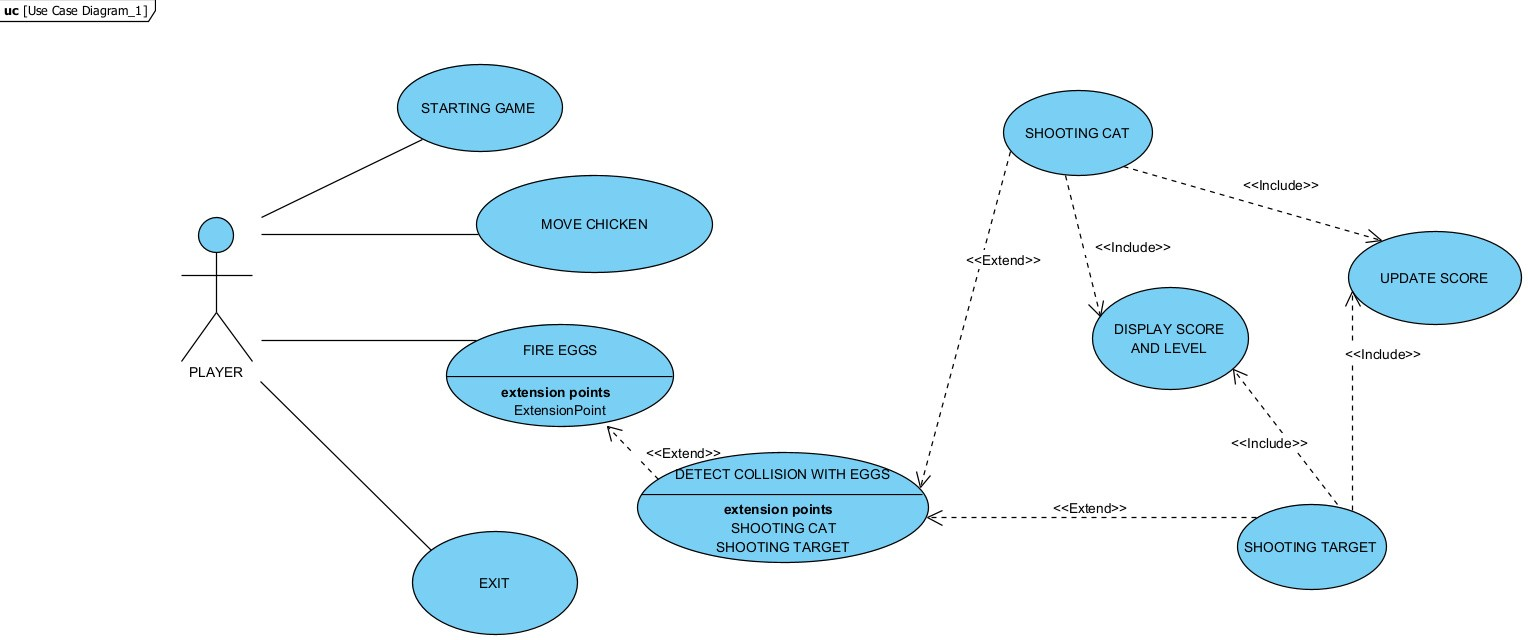 uc [Use Case Diagram_1]
STARTING GAME
SHOOTING CAT
<<Include>>
MOVE CHICKEN
<<Include>>
<<Extend>>
UPDATE SCORE
DISPLAY SCORE
AND LEVEL
FIRE EGGS
<<Include>>
PLAYER
extension points
ExtensionPoint
<<Include>>
<<Extend>>
DETECT COLLISION WITH EGGS
extension points
<<Extend>>
SHOOTING CAT
SHOOTING TARGET
SHOOTING TARGET
EXIT